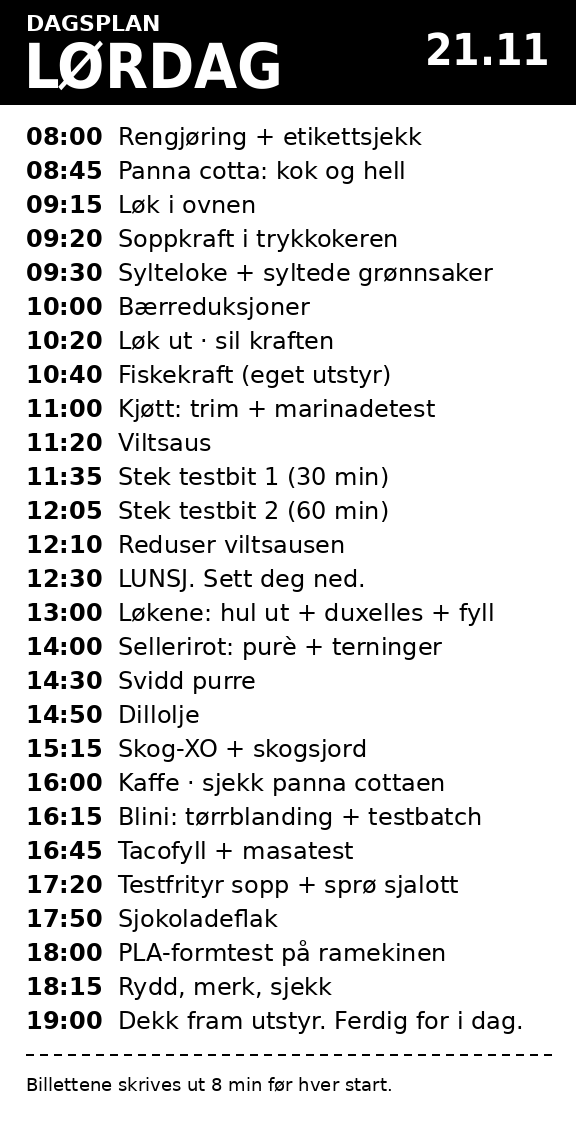 DAGSPLAN
LØRDAG
21.11
08:00 Rengjøring + etikettsjekk
08:45 Panna cotta: kok og hell
09:15 Løk i ovnen
09:20 Soppkraft i trykkokeren
09:30 Sylteloke + syltede grønnsaker
10:00 Bærreduksjoner
10:20 Løk ut · sil kraften
10:40 Fiskekraft (eget utstyr)
11:00 Kjøtt: trim + marinadetest
11:20 Viltsaus
11:35 Stek testbit 1 (30 min)
12:05 Stek testbit 2 (60 min)
12:10 Reduser viltsausen
12:30 LUNSJ. Sett deg ned.
13:00 Løkene: hul ut + duxelles + fyll
14:00 Sellerirot: purè + terninger
14:30 Svidd purre
14:50 Dillolje
15:15 Skog-XO + skogsjord
16:00 Kaffe · sjekk panna cottaen
16:15 Blini: tørrblanding + testbatch
16:45 Tacofyll + masatest
17:20 Testfrityr sopp + sprø sjalott
17:50 Sjokoladeflak
18:00 PLA-formtest på ramekinen
18:15 Rydd, merk, sjekk
19:00 Dekk fram utstyr. Ferdig for i dag.
Billettene skrives ut 8 min før hver start.